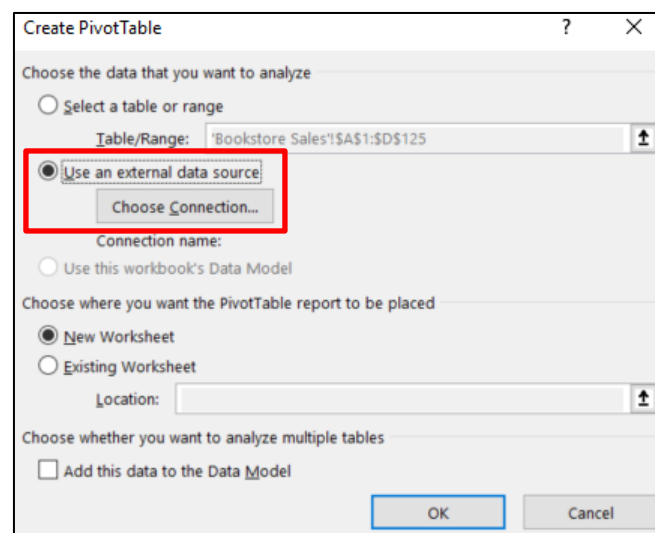 Create PivotTable ? ×
Choose the data that you want to analyze
Select a table or range
Table/Range: 'Bookstore Sales'!$A$1:$D$125
Use an external data source
Choose Connection...
Connection name:
Use this workbook's Data Model
Choose where you want the PivotTable report to be placed
New Worksheet
Existing Worksheet
Location:
Choose whether you want to analyze multiple tables
Add this data to the Data Model
OK Cancel